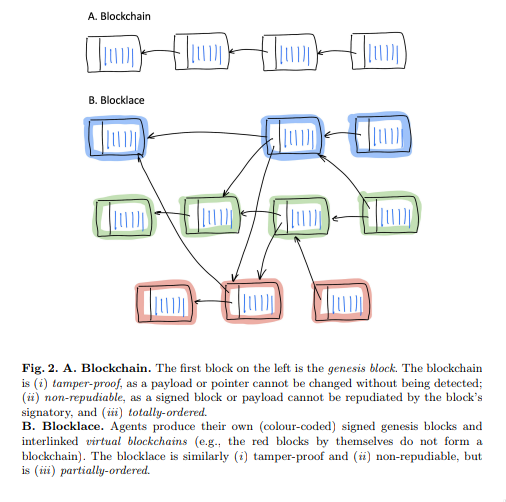 A. Blockchain
B. Blocklace
Fig. 2. A. Blockchain. The first block on the left is the genesis block. The blockchain
is (i) tamper-proof, as a payload or pointer cannot be changed without being detected;
(ii) non-repudiable, as a signed block or payload cannot be repudiated by the block's
signatory, and (iii) totally-ordered.
B. Blocklace. Agents produce their own (colour-coded) signed genesis blocks and
interlinked virtual blockchains (e.g., the red blocks by themselves do not form a
blockchain). The blocklace is similarly (i) tamper-proof and (ii) non-repudiable, but
is (iii) partially-ordered.